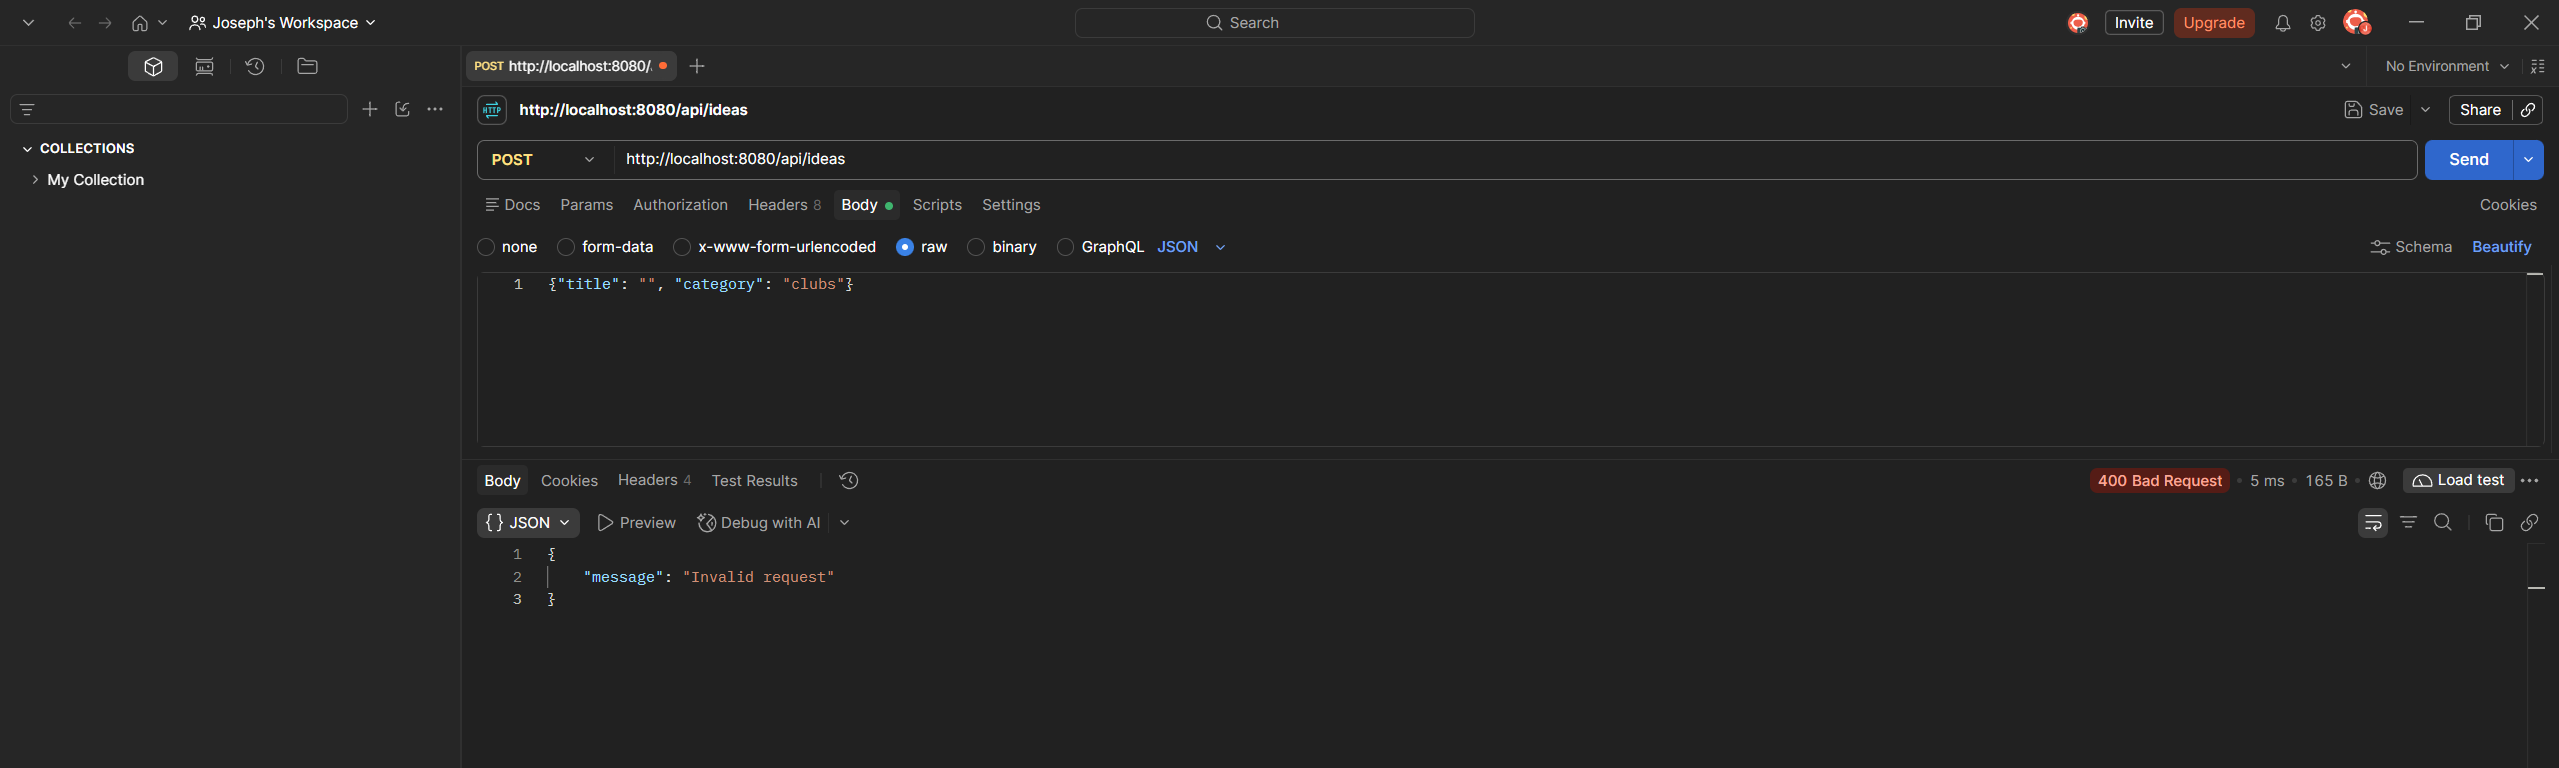 Joseph's Workspace
Search
Invite
Upgrade
POST http://localhost:8080/.
No Environment
HTTP http://localhost:8080/api/ideas
Save
Share
COLLECTIONS
My Collection
POST http://localhost:8080/api/ideas
Send
Docs Params Authorization Headers 8 Body Scripts Settings Cookies
none form-data x-www-form-urlencoded raw binary GraphQL JSON Schema Beautify
1 {"title": "", "category": "clubs"}
Body Cookies Headers 4 Test Results 400 Bad Request 5 ms 165 B Load test
{} JSON Preview Debug with AI
1 {
2 "message": "Invalid request"
3 }